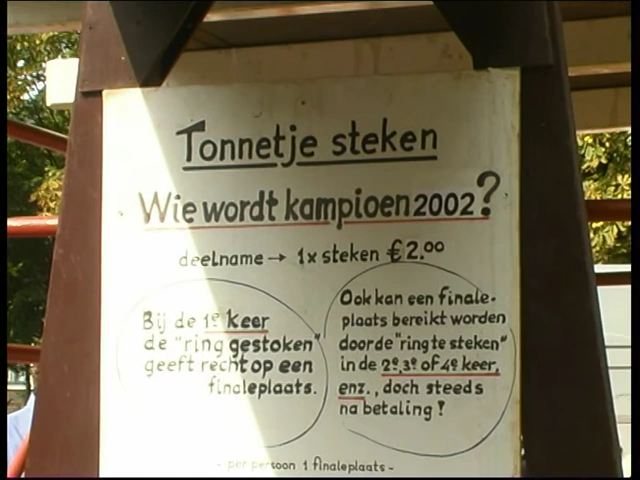 Tonnetje steken
Wie wordt kampioen 2002?
deelname → 1x steken € 2.00
Bij de 1e keer
de "ring gestoken"
geeft recht op een
finaleplaats.
Ook kan een finale-
plaats bereikt worden
door de "ring te steken"
in de 2e, 3e of 4e keer,
enz., doch steeds
na betaling!
- per persoon 1 finaleplaats -